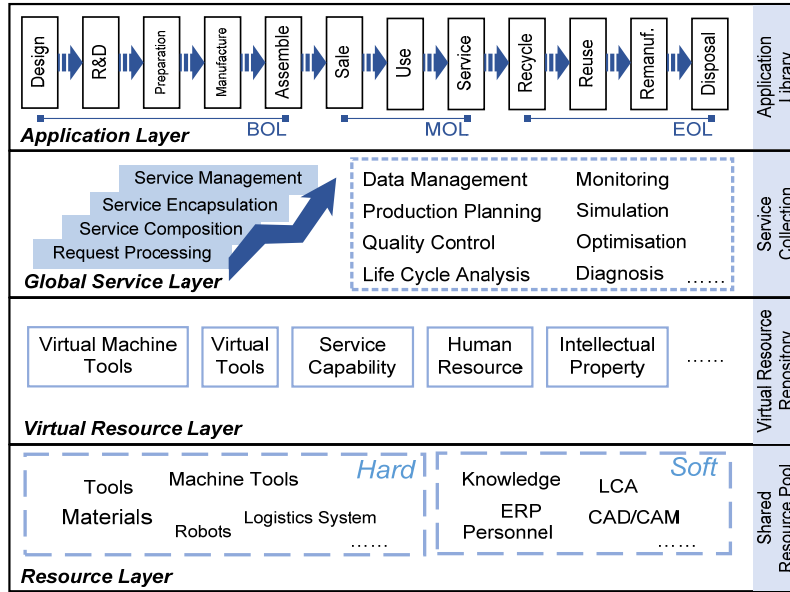 Design
R&D
Preparation
Manufacture
Assemble
Sale
Use
Service
Recycle
Reuse
Remanuf.
Disposal
BOL
MOL
EOL
Application Layer
Application
Library
Service Management
Service Encapsulation
Service Composition
Request Processing
Global Service Layer
Data Management
Production Planning
Quality Control
Life Cycle Analysis
Monitoring
Simulation
Optimisation
Diagnosis
……
Service
Collection
Virtual Machine
Tools
Virtual
Tools
Service
Capability
Human
Resource
Intellectual
Property
……
Virtual Resource Layer
Virtual Resource
Repository
Hard
Tools
Machine Tools
Materials
Robots
Logistics System
……
Soft
Knowledge
LCA
ERP
CAD/CAM
Personnel
……
Resource Layer
Shared
Resource Pool